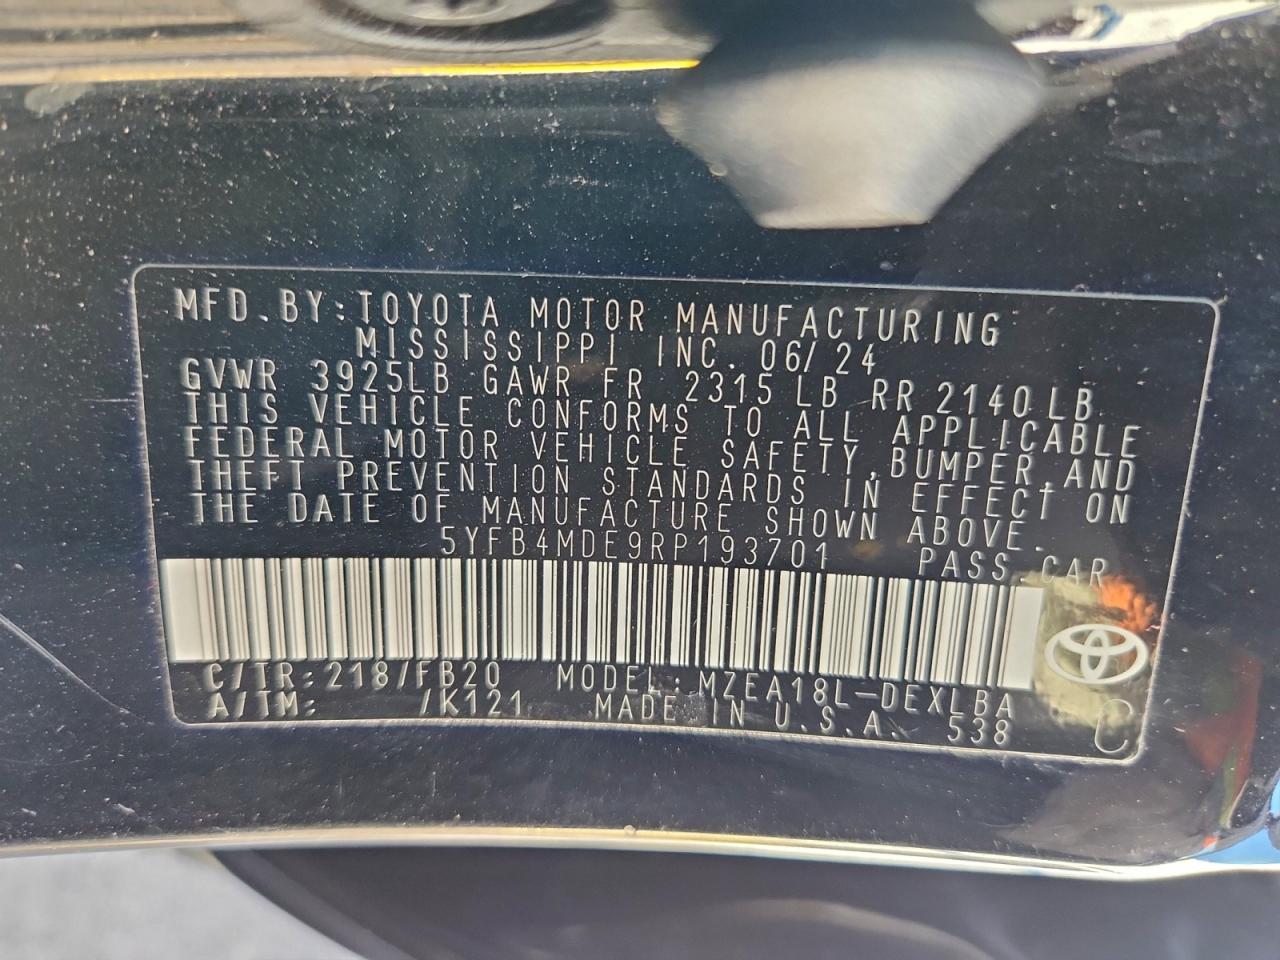 MFD.BY:TOYOTA MOTOR MANUFACTURING
MISSISSIPPI INC. 06/24
GVWR 3925LB GAWR FR 2315 LB RR 2140LB
THIS VEHICLE CONFORMS TO ALL APPLICABLE
FEDERAL MOTOR VEHICLE SAFETY,BUMPER,AND
THEFT PREVENTION STANDARDS IN EFFECT ON
THE DATE OF MANUFACTURE SHOWN ABOVE.
5YFB4MDE9RP193701 PASS CAR
C/TR:218/FB20 MODEL:MZEA18L-DEXLBA
A/TM: /K121 MADE IN U.S.A. 538 C